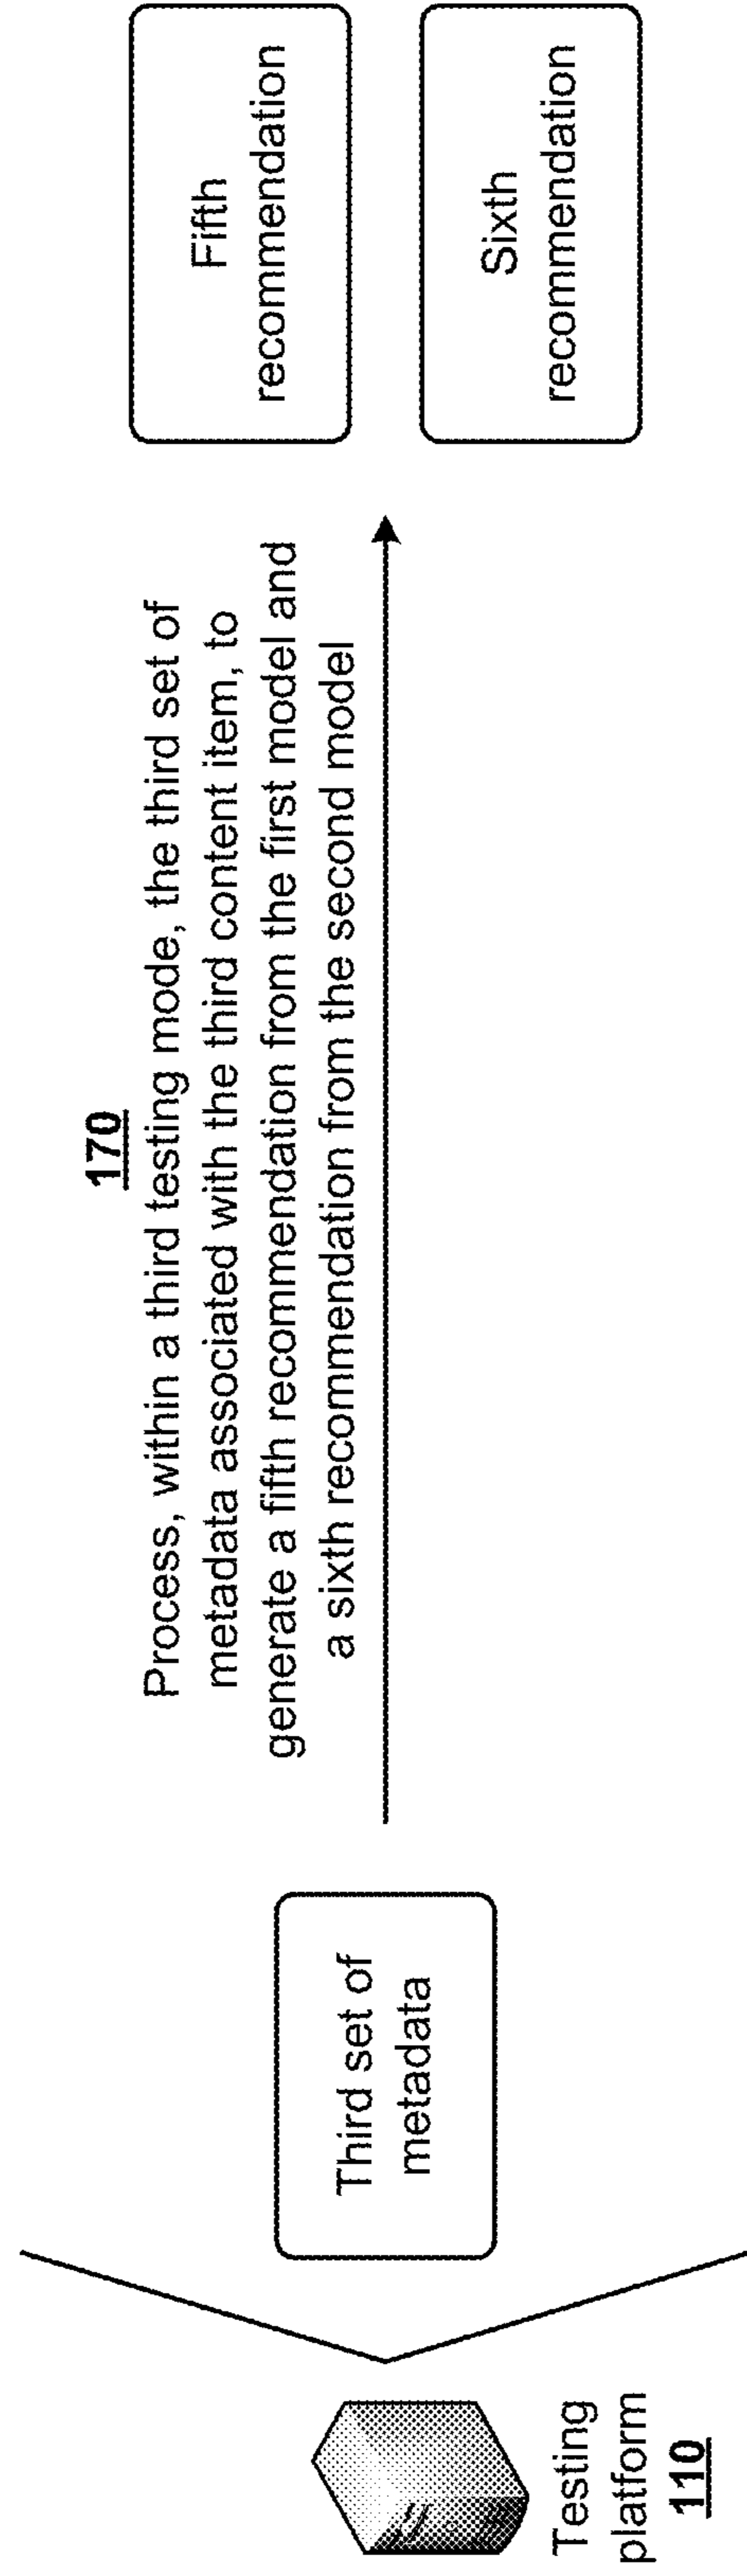 170
Process, within a third testing mode, the third set of
metadata associated with the third content item, to
generate a fifth recommendation from the first model and
a sixth recommendation from the second model
Testing
platform
110
Third set of
metadata
Fifth
recommendation
Sixth
recommendation